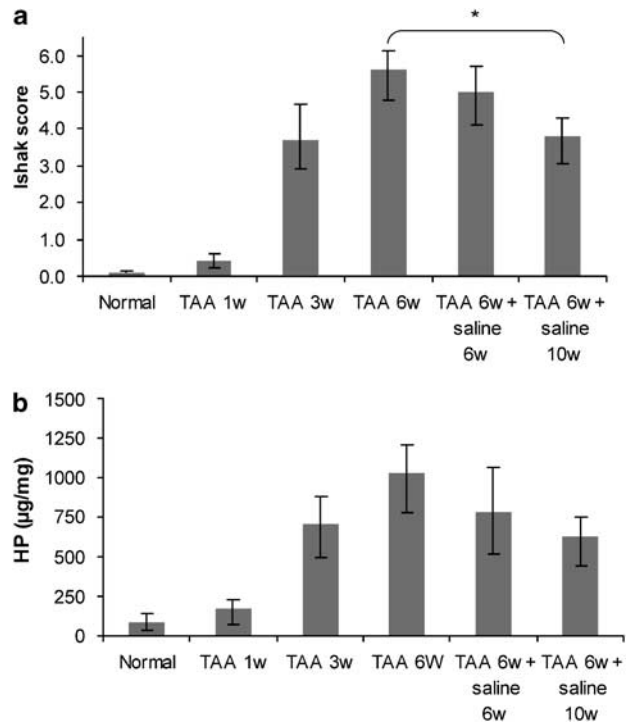 a
*
Ishak score
6.0
5.0
4.0
3.0
2.0
1.0
0.0
Normal TAA 1w TAA 3w TAA 6w TAA 6w + TAA 6w +
saline saline
6w 10w
b
HP (µg/mg)
1500
1250
1000
750
500
250
0
Normal TAA 1w TAA 3w TAA 6W TAA 6w + TAA 6w +
saline saline
6w 10w